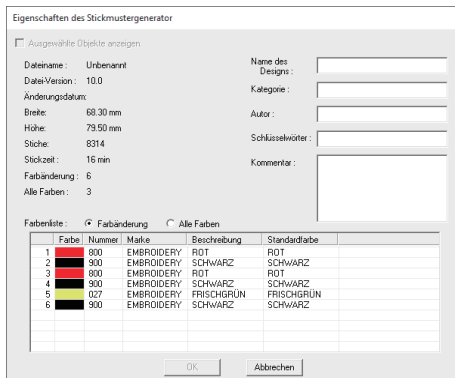 Eigenschaften des Stickmustergenerator
Ausgewählte Objekte anzeigen
Dateiname : Unbenannt
Datei-Version : 10.0
Änderungsdatum:
Breite: 68.30 mm
Höhe: 79.50 mm
Stiche: 8314
Stickzeit : 16 min
Farbänderung : 6
Alle Farben : 3
Name des Designs :
Kategorie :
Autor :
Schlüsselwörter :
Kommentar :
Farbenliste : Farbänderung Alle Farben
Farbe Nummer Marke Beschreibung Standardfarbe
1 800 EMBROIDERY ROT ROT
2 900 EMBROIDERY SCHWARZ SCHWARZ
3 800 EMBROIDERY ROT ROT
4 900 EMBROIDERY SCHWARZ SCHWARZ
5 027 EMBROIDERY FRISCHGRÜN FRISCHGRÜN
6 900 EMBROIDERY SCHWARZ SCHWARZ
OK Abbrechen